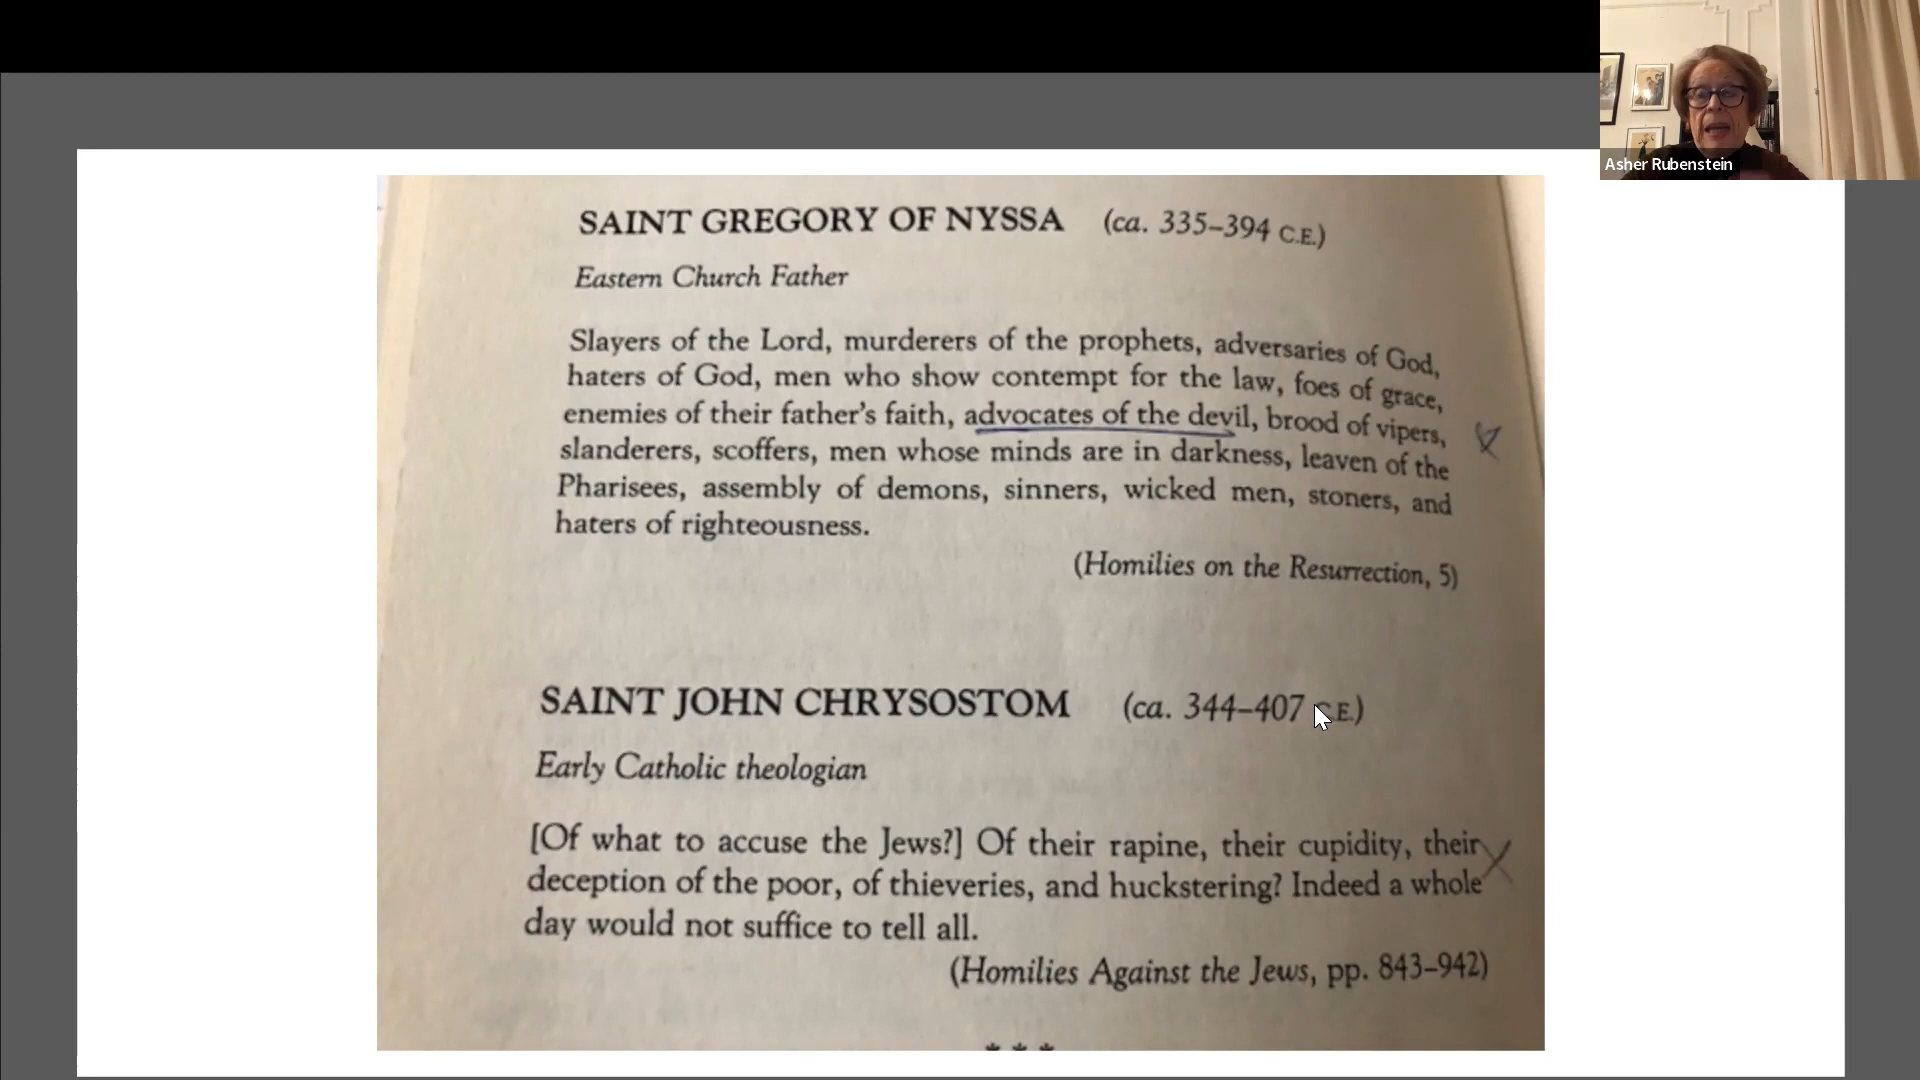 Asher Rubenstein
SAINT GREGORY OF NYSSA (ca. 335–394 C.E.)
Eastern Church Father
Slayers of the Lord, murderers of the prophets, adversaries of God,
haters of God, men who show contempt for the law, foes of grace,
enemies of their father's faith, advocates of the devil, brood of vipers,
slanderers, scoffers, men whose minds are in darkness, leaven of the
Pharisees, assembly of demons, sinners, wicked men, stoners, and
haters of righteousness.
(Homilies on the Resurrection, 5)
SAINT JOHN CHRYSOSTOM (ca. 344–407 C.E.)
Early Catholic theologian
[Of what to accuse the Jews?] Of their rapine, their cupidity, their
deception of the poor, of thieveries, and huckstering? Indeed a whole
day would not suffice to tell all.
(Homilies Against the Jews, pp. 843–942)
* * *